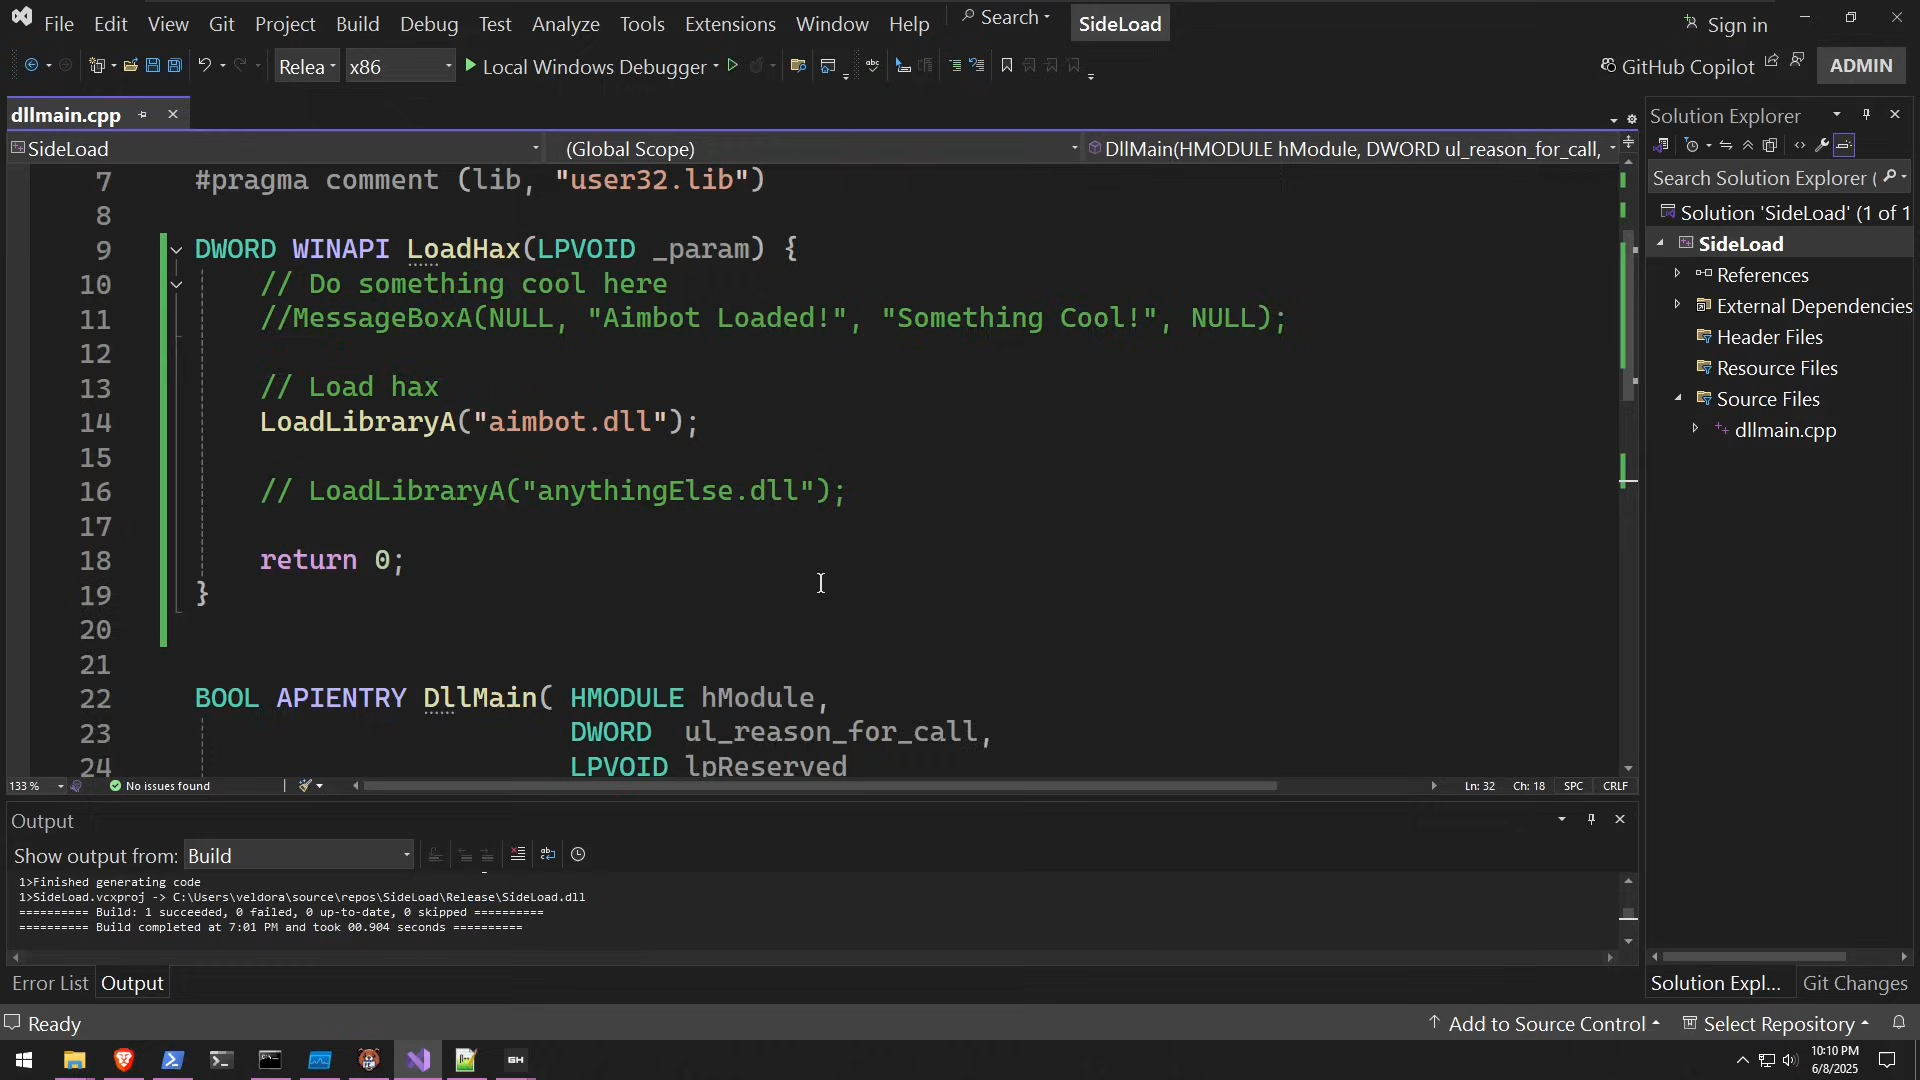 File Edit View Git Project Build Debug Test Analyze Tools Extensions Window Help Search SideLoad Sign in
Relea x86 Local Windows Debugger GitHub Copilot ADMIN
dllmain.cpp
SideLoad (Global Scope) DllMain(HMODULE hModule, DWORD ul_reason_for_call,
7 #pragma comment (lib, "user32.lib")
8
9 DWORD WINAPI LoadHax(LPVOID _param) {
10 // Do something cool here
11 //MessageBoxA(NULL, "Aimbot Loaded!", "Something Cool!", NULL);
12
13 // Load hax
14 LoadLibraryA("aimbot.dll");
15
16 // LoadLibraryA("anythingElse.dll");
17
18 return 0;
19 }
20
21
22 BOOL APIENTRY DllMain( HMODULE hModule,
23 DWORD ul_reason_for_call,
24 LPVOID lpReserved
133 % No issues found Ln: 32 Ch: 18 SPC CRLF
Output
Show output from: Build
1>Finished generating code
1>SideLoad.vcxproj -> C:\Users\veldora\source\repos\SideLoad\Release\SideLoad.dll
========== Build: 1 succeeded, 0 failed, 0 up-to-date, 0 skipped ==========
========== Build completed at 7:01 PM and took 00.904 seconds ==========
Error List Output
Solution Explorer
Search Solution Explorer (
Solution 'SideLoad' (1 of 1
SideLoad
References
External Dependencies
Header Files
Resource Files
Source Files
dllmain.cpp
Solution Expl... Git Changes
Ready Add to Source Control Select Repository
GH
10:10 PM
6/8/2025